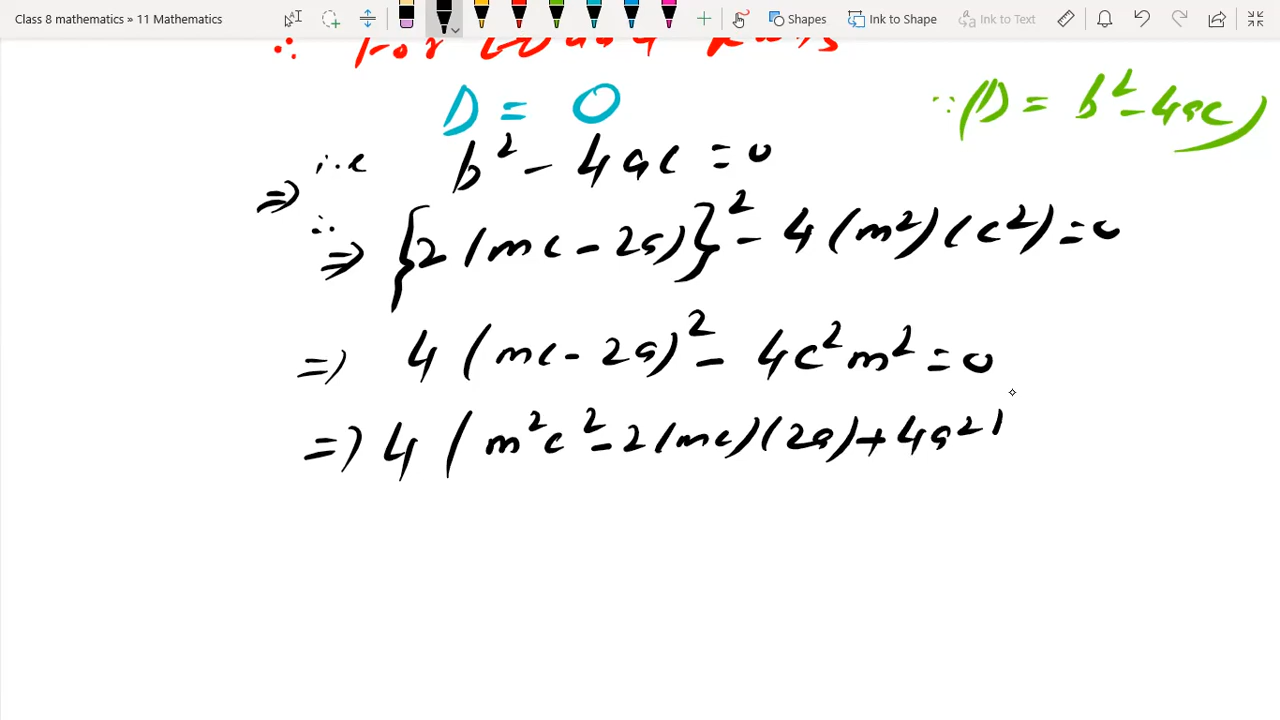 Class 8 mathematics » 11 Mathematics Shapes Ink to Shape Ink to Text
∴ For
D = 0 ∵ (D = b² - 4ac)
i.e b² - 4ac = 0
⇒
∴
⇒ {2(mc - 2a)}² - 4(m²)(c²) = 0
⇒ 4(mc - 2a)² - 4c²m² = 0
⇒ 4(m²c² - 2(mc)(2a) + 4a²)